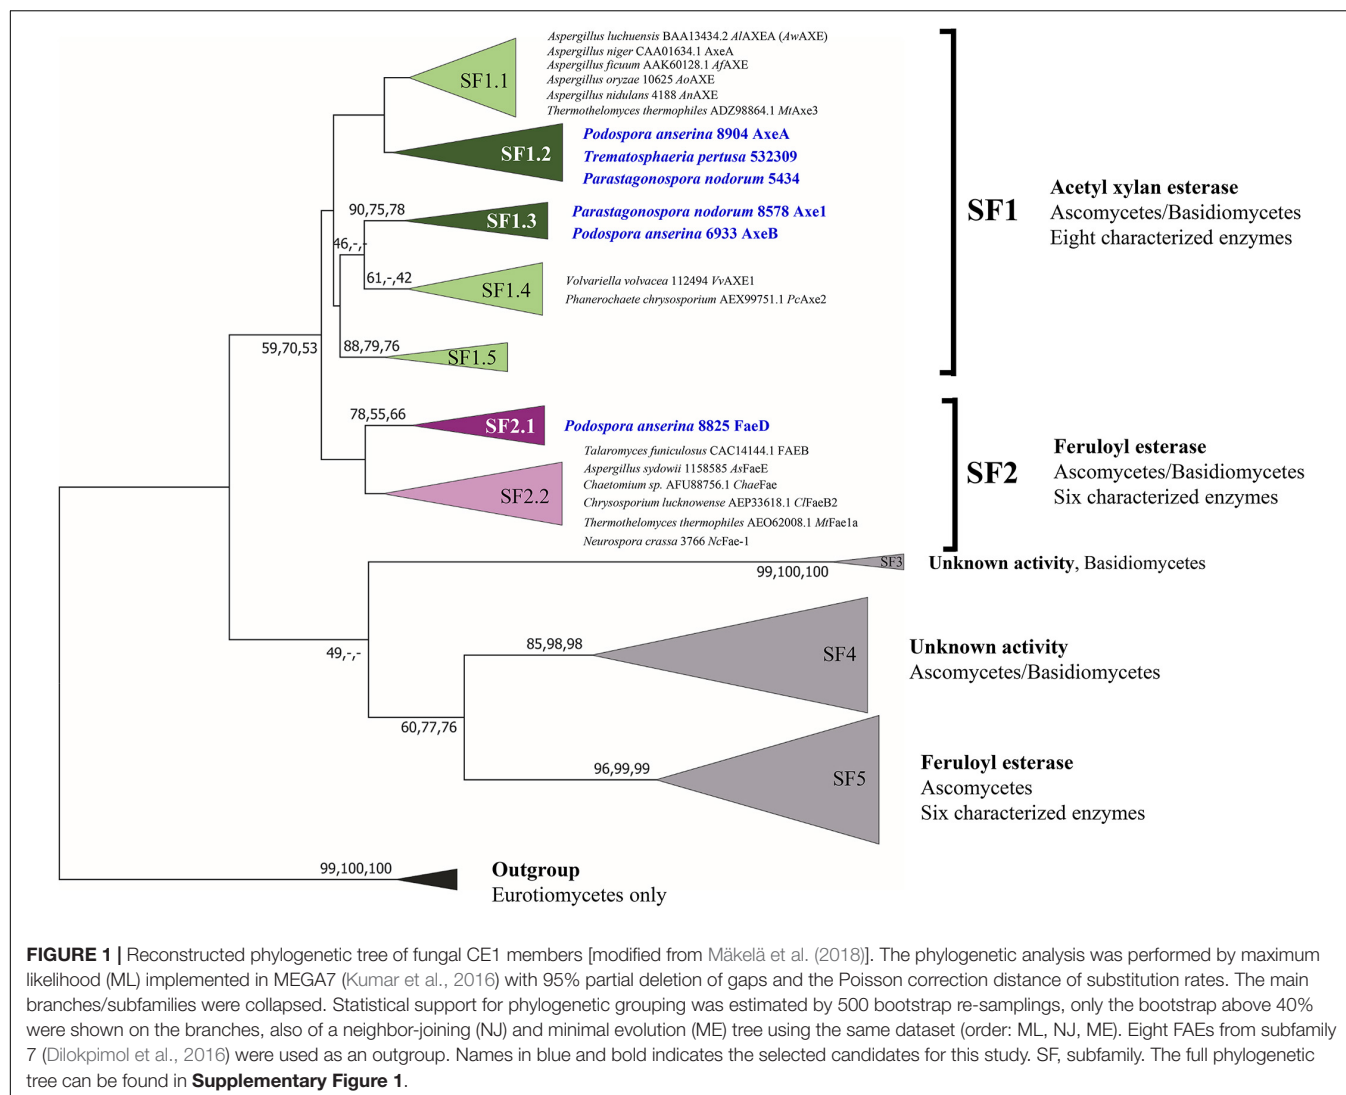 Aspergillus luchuensis BAA13434.2 AlAXEA (AwAXE)
Aspergillus niger CAA01634.1 AxeA
Aspergillus ficuum AAK60128.1 AfAXE
Aspergillus oryzae 10625 AoAXE
Aspergillus nidulans 4188 AnAXE
Thermothelomyces thermophiles ADZ98864.1 MtAxe3
SF1.1
Podospora anserina 8904 AxeA
Trematosphaeria pertusa 532309
Parastagonospora nodorum 5434
SF1.2
90,75,78
SF1.3
Parastagonospora nodorum 8578 Axe1
Podospora anserina 6933 AxeB
46,-,-
61,-,42
SF1.4
Volvariella volvacea 112494 VvAXE1
Phanerochaete chrysosporium AEX99751.1 PcAxe2
59,70,53
88,79,76
SF1.5
SF1
Acetyl xylan esterase
Ascomycetes/Basidiomycetes
Eight characterized enzymes
78,55,66
SF2.1
Podospora anserina 8825 FaeD
SF2.2
Talaromyces funiculosus CAC14144.1 FAEB
Aspergillus sydowii 1158585 AsFaeE
Chaetomium sp. AFU88756.1 ChaeFae
Chrysosporium lucknowense AEP33618.1 ClFaeB2
Thermothelomyces thermophiles AEO62008.1 MtFae1a
Neurospora crassa 3766 NcFae-1
SF2
Feruloyl esterase
Ascomycetes/Basidiomycetes
Six characterized enzymes
99,100,100
SF3
Unknown activity, Basidiomycetes
49,-,-
85,98,98
SF4
Unknown activity
Ascomycetes/Basidiomycetes
60,77,76
96,99,99
SF5
Feruloyl esterase
Ascomycetes
Six characterized enzymes
99,100,100
Outgroup
Eurotiomycetes only
FIGURE 1 | Reconstructed phylogenetic tree of fungal CE1 members [modified from Mäkelä et al. (2018)]. The phylogenetic analysis was performed by maximum
likelihood (ML) implemented in MEGA7 (Kumar et al., 2016) with 95% partial deletion of gaps and the Poisson correction distance of substitution rates. The main
branches/subfamilies were collapsed. Statistical support for phylogenetic grouping was estimated by 500 bootstrap re-samplings, only the bootstrap above 40%
were shown on the branches, also of a neighbor-joining (NJ) and minimal evolution (ME) tree using the same dataset (order: ML, NJ, ME). Eight FAEs from subfamily
7 (Dilokpimol et al., 2016) were used as an outgroup. Names in blue and bold indicates the selected candidates for this study. SF, subfamily. The full phylogenetic
tree can be found in Supplementary Figure 1.